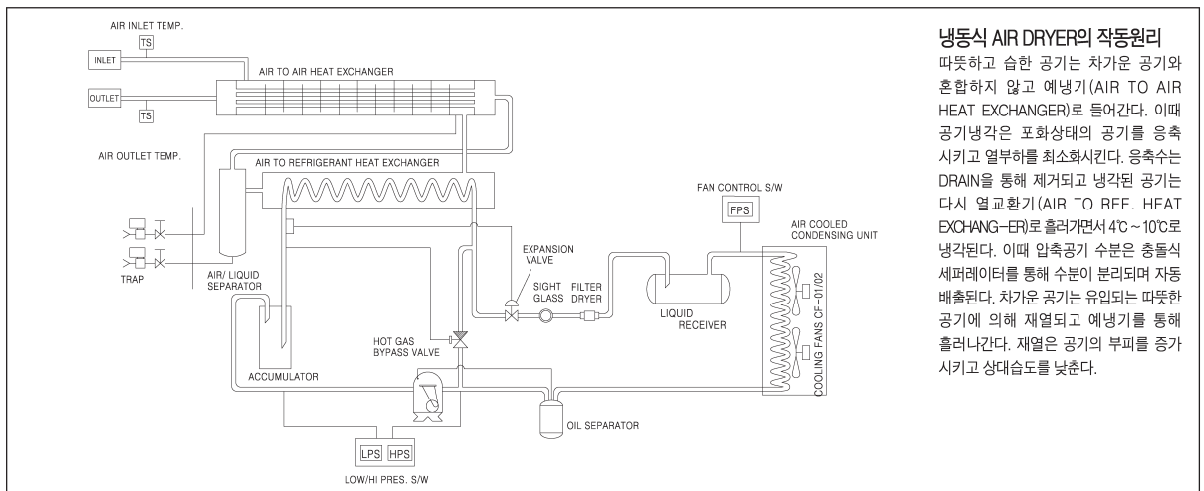 AIR INLET TEMP.
TS
INLET
AIR TO AIR HEAT EXCHANGER
OUTLET
TS
AIR OUTLET TEMP.
AIR TO REFRIGERANT HEAT EXCHANGER
FAN CONTROL S/W
FPS
AIR COOLED
CONDENSING UNIT
EXPANSION
VALVE
TRAP
AIR/ LIQUID
SEPARATOR
SIGHT
GLASS
FILTER
DRYER
LIQUID
RECEIVER
COOLING FANS CF-01/02
HOT GAS
BYPASS VALVE
ACCUMULATOR
OIL SEPARATOR
LPS
HPS
LOW/HI PRES. S/W
냉동식 AIR DRYER의 작동원리
따뜻하고 습한 공기는 차가운 공기와
혼합하지 않고 예냉기(AIR TO AIR
HEAT EXCHANGER)로 들어간다. 이때
공기냉각은 포화상태의 공기를 응축
시키고 열부하를 최소화시킨다. 응축수는
DRAIN을 통해 제거되고 냉각된 공기는
다시 열교환기(AIR TO REF. HEAT
EXCHANG-ER)로 흘러가면서 4℃ ~ 10℃로
냉각된다. 이때 압축공기 수분은 충돌식
세퍼레이터를 통해 수분이 분리되며 자동
배출된다. 차가운 공기는 유입되는 따뜻한
공기에 의해 재열되고 예냉기를 통해
흘러나간다. 재열은 공기의 부피를 증가
시키고 상대습도를 낮춘다.